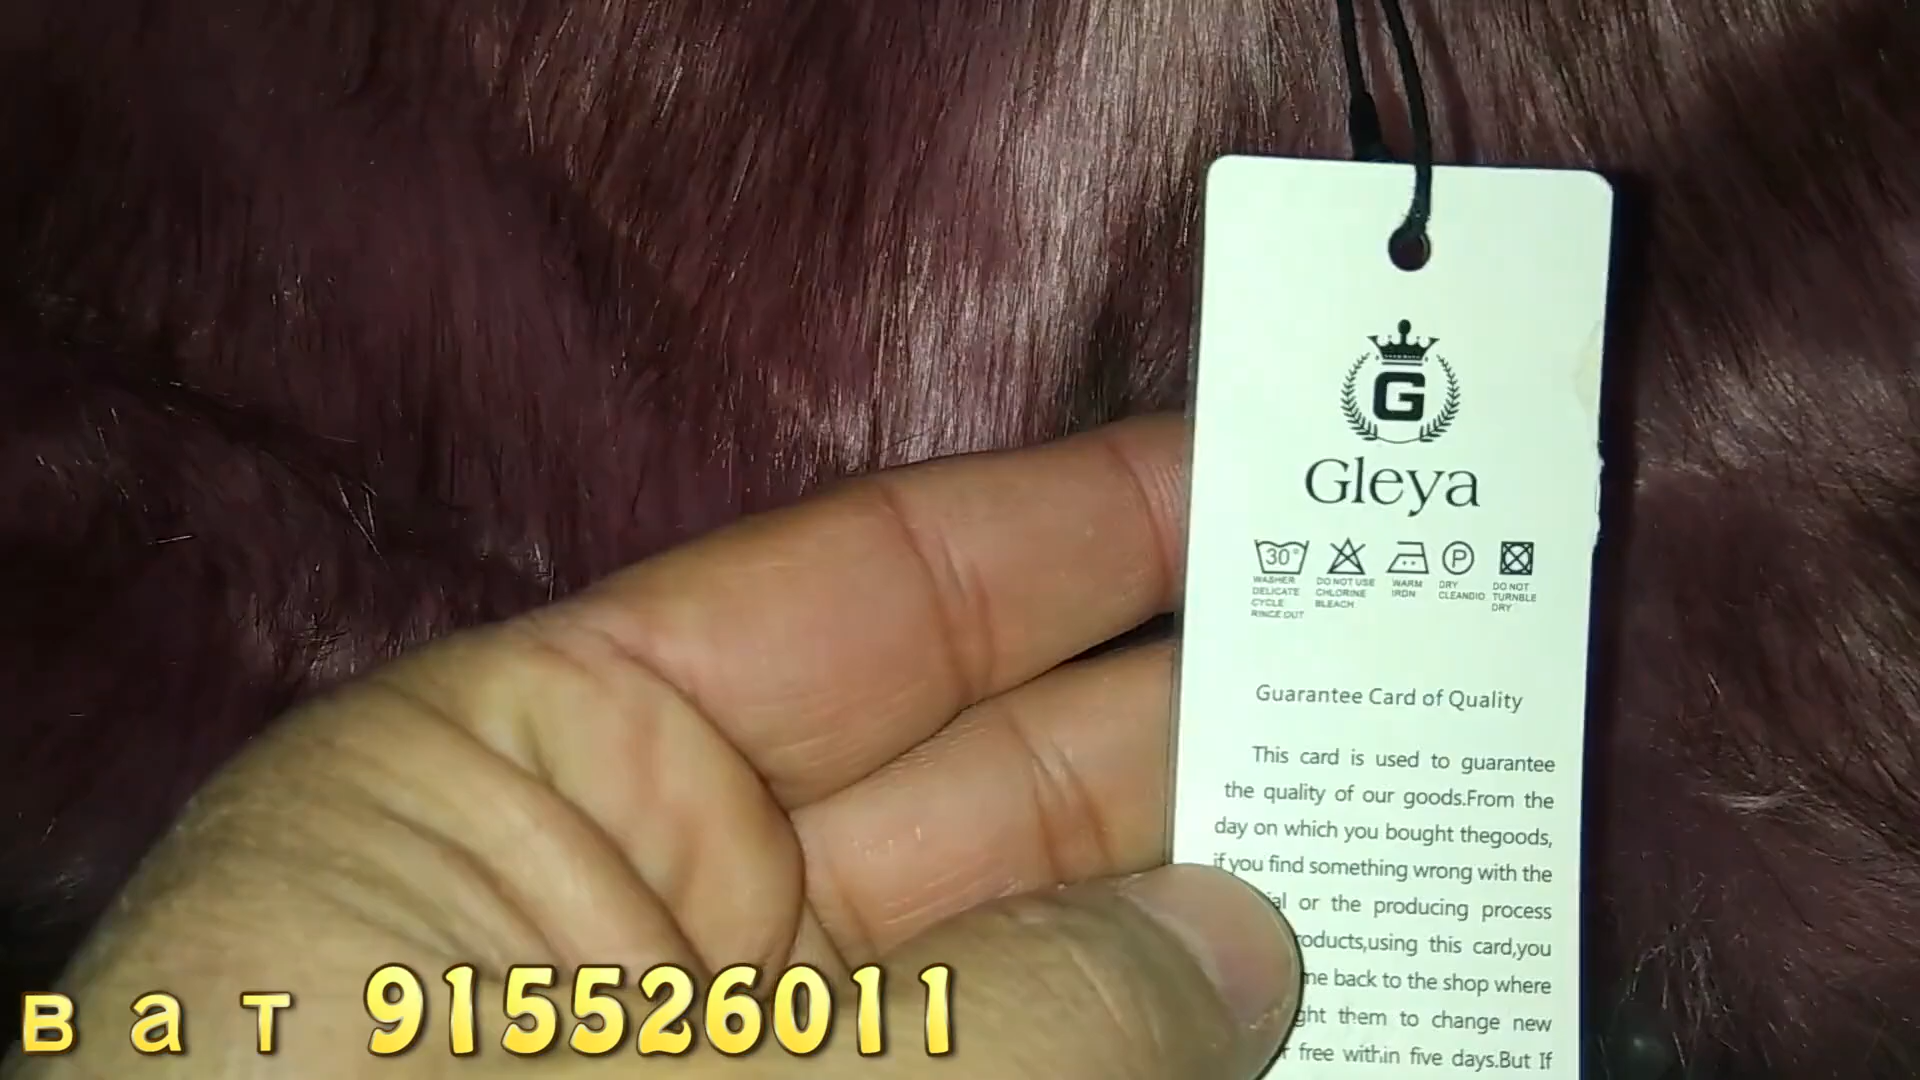 G
Gleya
30°
P
WASHER
DELICATE
CYCLE
RINCE OUT
DO NOT USE
CHLORINE
BLEACH
WARM
IRON
DRY
CLEANDIO
DO NOT
TURNBLE
DRY
Guarantee Card of Quality
This card is used to guarantee
the quality of our goods.From the
day on which you bought thegoods,
if you find something wrong with the
or the producing process
using this card,you
back to the shop where
them to change new
free within five days.But If
ват 915526011